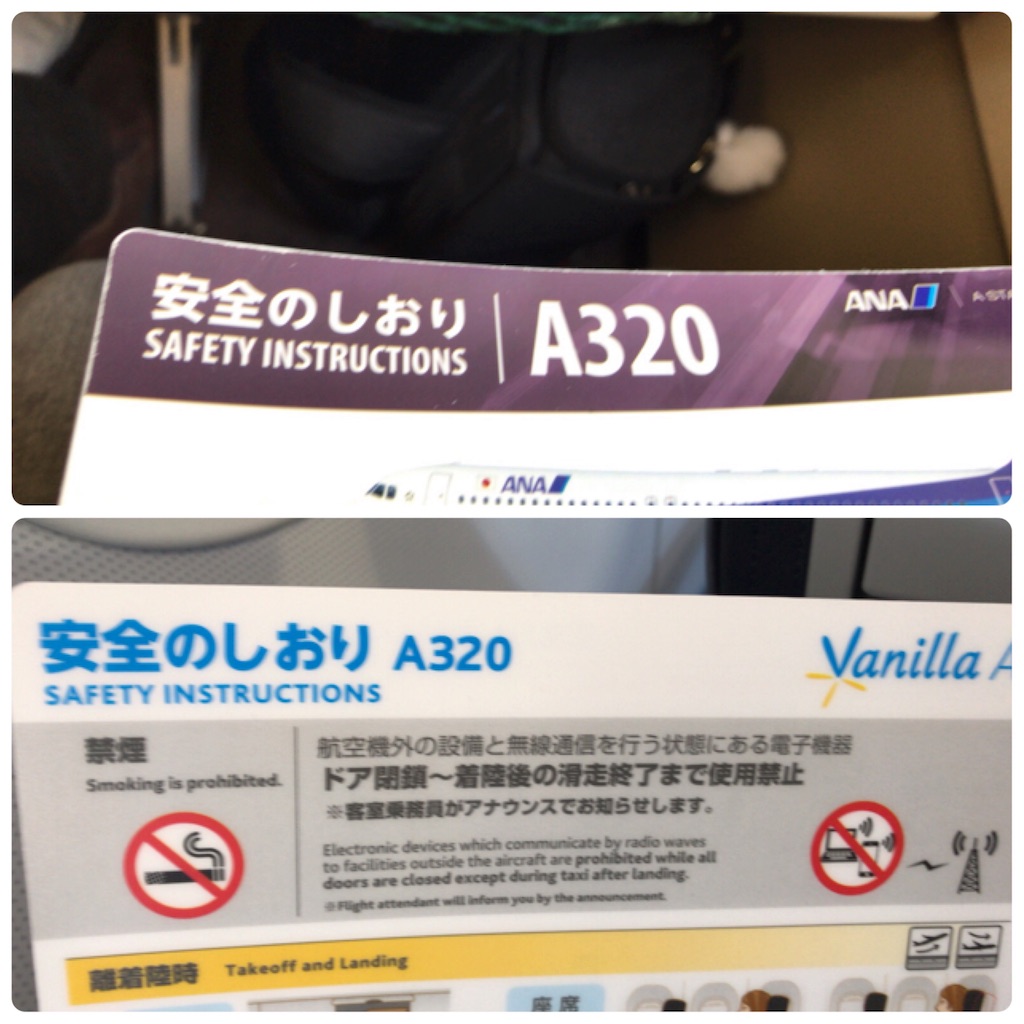 安全のしおり
SAFETY INSTRUCTIONS
A320
ANA
ANA
安全のしおり A320
SAFETY INSTRUCTIONS
Vanilla A
禁煙
Smoking is prohibited.
航空機外の設備と無線通信を行う状態にある電子機器
ドア閉鎖～着陸後の滑走終了まで使用禁止
※客室乗務員がアナウンスでお知らせします。
Electronic devices which communicate by radio waves
to facilities outside the aircraft are prohibited while all
doors are closed except during taxi after landing.
※Flight attendant will inform you by the announcement.
離着陸時 Takeoff and Landing
座席